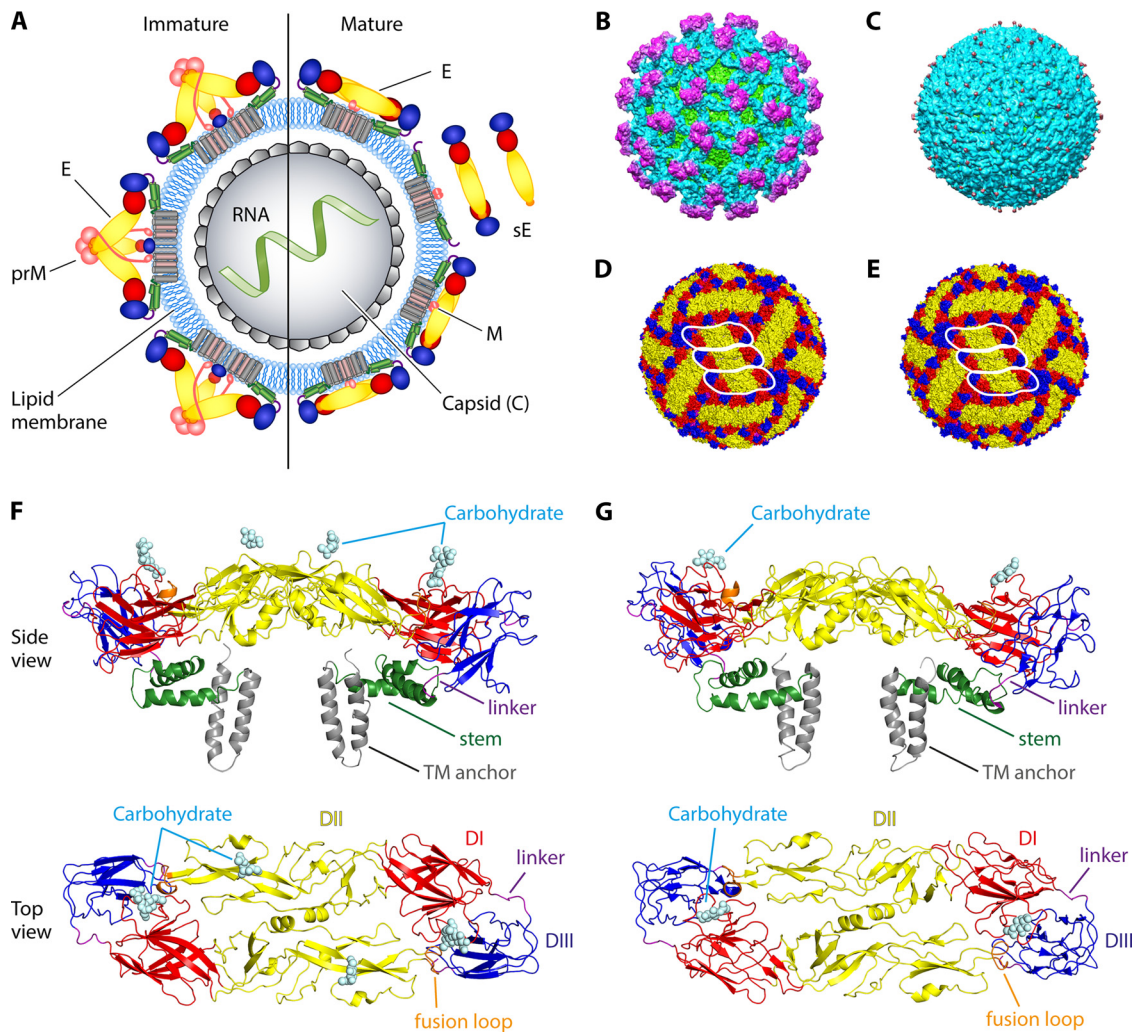 A
Immature
Mature
B
C
E
E
RNA
sE
prM
M
Lipid
membrane
Capsid (C)
D
E
F
Carbohydrate
G
Carbohydrate
Side
view
linker
stem
TM anchor
linker
stem
TM anchor
Carbohydrate
DII
DI
linker
Carbohydrate
DII
DI
linker
Top
view
DIII
DIII
fusion loop
fusion loop